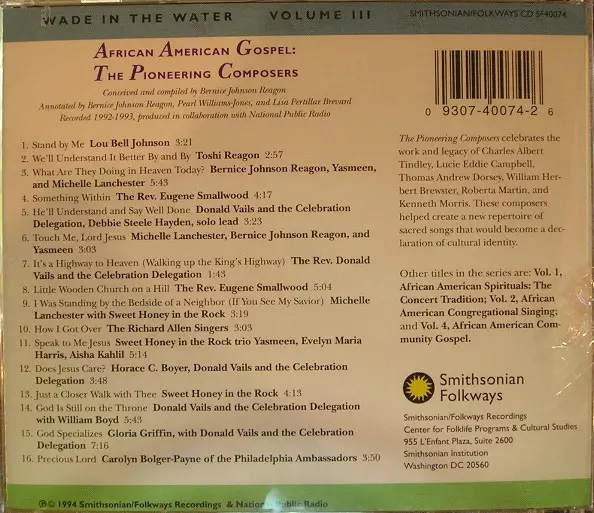 WADE IN THE WATER VOLUME III
SMITHSONIAN/FOLKWAYS CD SF40074
AFRICAN AMERICAN GOSPEL:
THE PIONEERING COMPOSERS
Conceived and compiled by Bernice Johnson Reagon
Annotated by Bernice Johnson Reagon, Pearl Williams-Jones, and Lisa Pertillar Brevard
Recorded 1992-1993, produced in collaboration with National Public Radio
1. Stand by Me Lou Bell Johnson 3:21
2. We'll Understand It Better By and By Toshi Reagon 2:57
3. What Are They Doing in Heaven Today? Bernice Johnson Reagon, Yasmeen,
and Michelle Lanchester 5:43
4. Something Within The Rev. Eugene Smallwood 4:17
5. He'll Understand and Say Well Done Donald Vails and the Celebration
Delegation, Debbie Steele Hayden, solo lead 3:23
6. Touch Me, Lord Jesus Michelle Lanchester, Bernice Johnson Reagon, and
Yasmeen 3:03
7. It's a Highway to Heaven (Walking up the King's Highway) The Rev. Donald
Vails and the Celebration Delegation 1:43
8. Little Wooden Church on a Hill The Rev. Eugene Smallwood 5:04
9. I Was Standing by the Bedside of a Neighbor (If You See My Savior) Michelle
Lanchester with Sweet Honey in the Rock 3:19
10. How I Got Over The Richard Allen Singers 3:03
11. Speak to Me Jesus Sweet Honey in the Rock trio Yasmeen, Evelyn Maria
Harris, Aisha Kahlil 5:14
12. Does Jesus Care? Horace C. Boyer, Donald Vails and the Celebration
Delegation 3:48
13. Just a Closer Walk with Thee Sweet Honey in the Rock 4:13
14. God Is Still on the Throne Donald Vails and the Celebration Delegation
with William Boyd 5:43
15. God Specializes Gloria Griffin, with Donald Vails and the Celebration
Delegation 7:16
16. Precious Lord Carolyn Bolger-Payne of the Philadelphia Ambassadors 3:50
0 9307-40074-2 6
The Pioneering Composers celebrates the
work and legacy of Charles Albert
Tindley, Lucie Eddie Campbell,
Thomas Andrew Dorsey, William Her-
bert Brewster, Roberta Martin, and
Kenneth Morris. These composers
helped create a new repertoire of
sacred songs that would become a dec-
laration of cultural identity.
Other titles in the series are: Vol. 1,
African American Spirituals: The
Concert Tradition; Vol. 2, African
American Congregational Singing;
and Vol. 4, African American Com-
munity Gospel.
Smithsonian
Folkways
Smithsonian/Folkways Recordings
Center for Folklife Programs & Cultural Studies
955 L'Enfant Plaza, Suite 2600
Smithsonian Institution
Washington DC 20560
℗ © 1994 Smithsonian/Folkways Recordings & National Public Radio